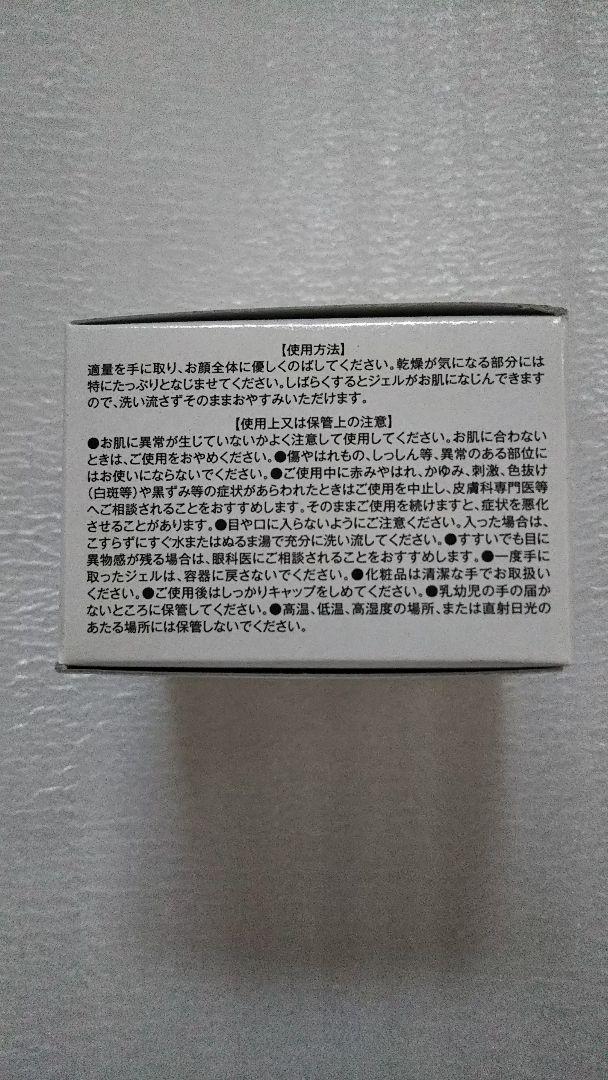 【使用方法】
適量を手に取り、お顔全体に優しくのばしてください。乾燥が気になる部分には
特にたっぷりとなじませてください。しばらくするとジェルがお肌になじんできます
ので、洗い流さずそのままおやすみいただけます。
【使用上又は保管上の注意】
●お肌に異常が生じていないかよく注意して使用してください。お肌に合わない
ときは、ご使用をおやめください。●傷やはれもの、しっしん等、異常のある部位に
はお使いにならないでください。●ご使用中に赤みやはれ、かゆみ、刺激、色抜け
(白斑等)や黒ずみ等の症状があらわれたときはご使用を中止し、皮膚科専門医等
へご相談されることをおすすめします。そのままご使用を続けますと、症状を悪化
させることがあります。●目や口に入らないようにご注意ください。入った場合は、
こすらずにすぐ水またはぬるま湯で充分に洗い流してください。●すすいでも目に
異物感が残る場合は、眼科医にご相談されることをおすすめします。●一度手に
取ったジェルは、容器に戻さないでください。●化粧品は清潔な手でお取扱い
ください。●ご使用後はしっかりキャップをしめてください。●乳幼児の手の届か
ないところに保管してください。●高温、低温、高湿度の場所、または直射日光の
あたる場所には保管しないでください。